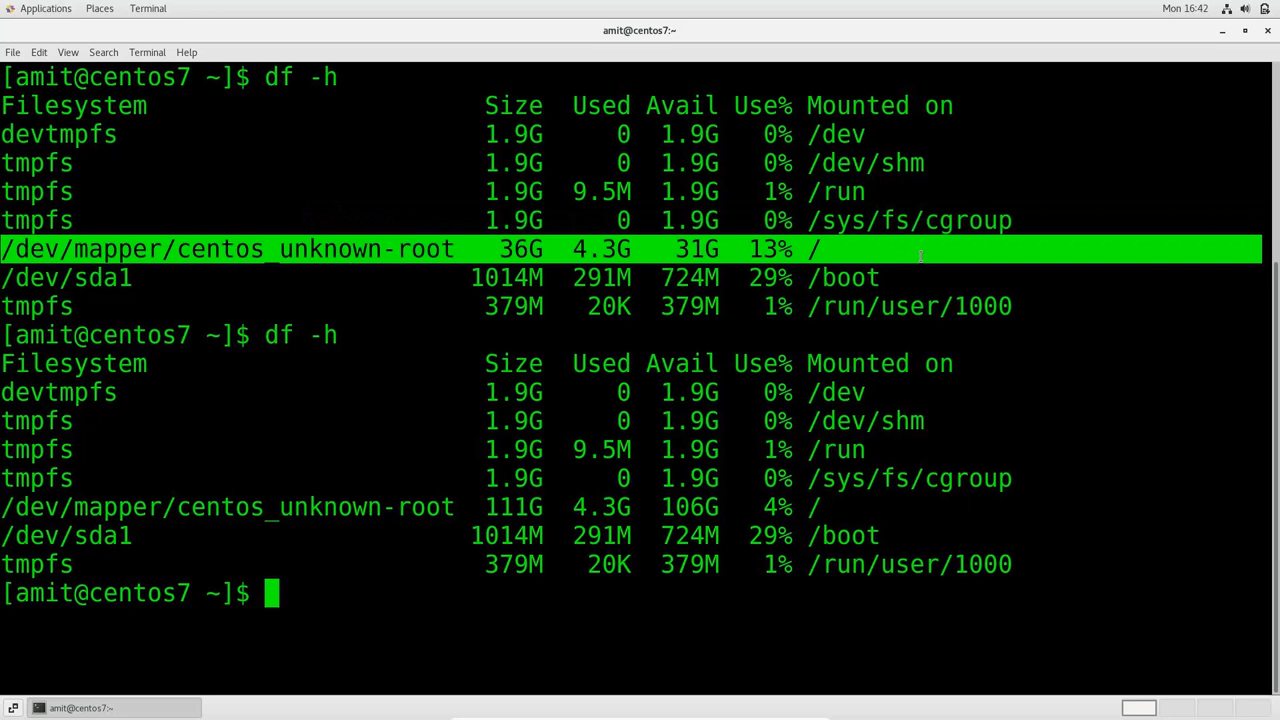 Applications Places Terminal Mon 16:42
amit@centos7:~
File Edit View Search Terminal Help
[amit@centos7 ~]$ df -h
Filesystem Size Used Avail Use% Mounted on
devtmpfs 1.9G 0 1.9G 0% /dev
tmpfs 1.9G 0 1.9G 0% /dev/shm
tmpfs 1.9G 9.5M 1.9G 1% /run
tmpfs 1.9G 0 1.9G 0% /sys/fs/cgroup
/dev/mapper/centos_unknown-root 36G 4.3G 31G 13% /
/dev/sda1 1014M 291M 724M 29% /boot
tmpfs 379M 20K 379M 1% /run/user/1000
[amit@centos7 ~]$ df -h
Filesystem Size Used Avail Use% Mounted on
devtmpfs 1.9G 0 1.9G 0% /dev
tmpfs 1.9G 0 1.9G 0% /dev/shm
tmpfs 1.9G 9.5M 1.9G 1% /run
tmpfs 1.9G 0 1.9G 0% /sys/fs/cgroup
/dev/mapper/centos_unknown-root 111G 4.3G 106G 4% /
/dev/sda1 1014M 291M 724M 29% /boot
tmpfs 379M 20K 379M 1% /run/user/1000
[amit@centos7 ~]$
amit@centos7:~